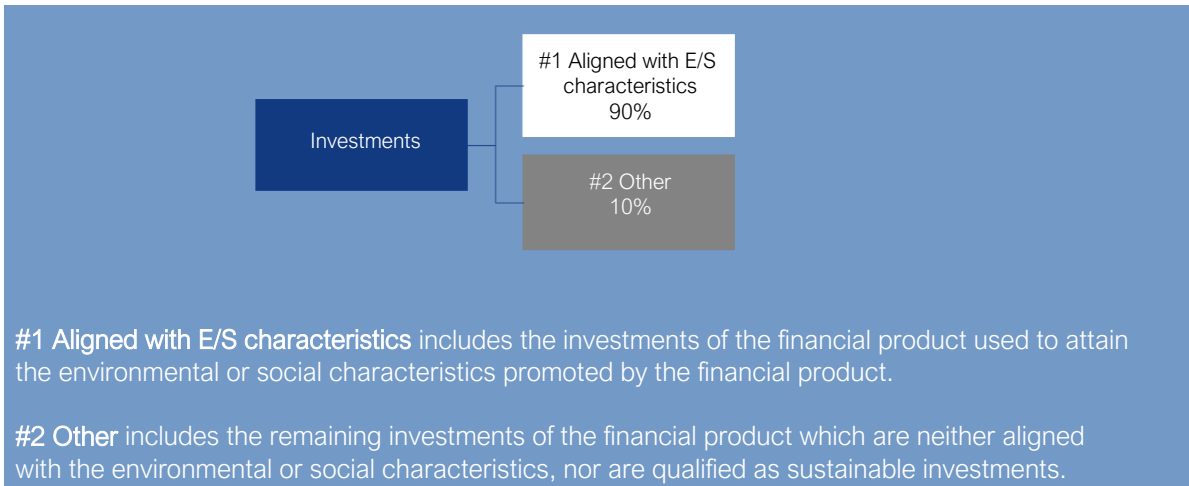 #1 Aligned with E/S
characteristics
90%
Investments
#2 Other
10%
#1 Aligned with E/S characteristics includes the investments of the financial product used to attain
the environmental or social characteristics promoted by the financial product.
#2 Other includes the remaining investments of the financial product which are neither aligned
with the environmental or social characteristics, nor are qualified as sustainable investments.